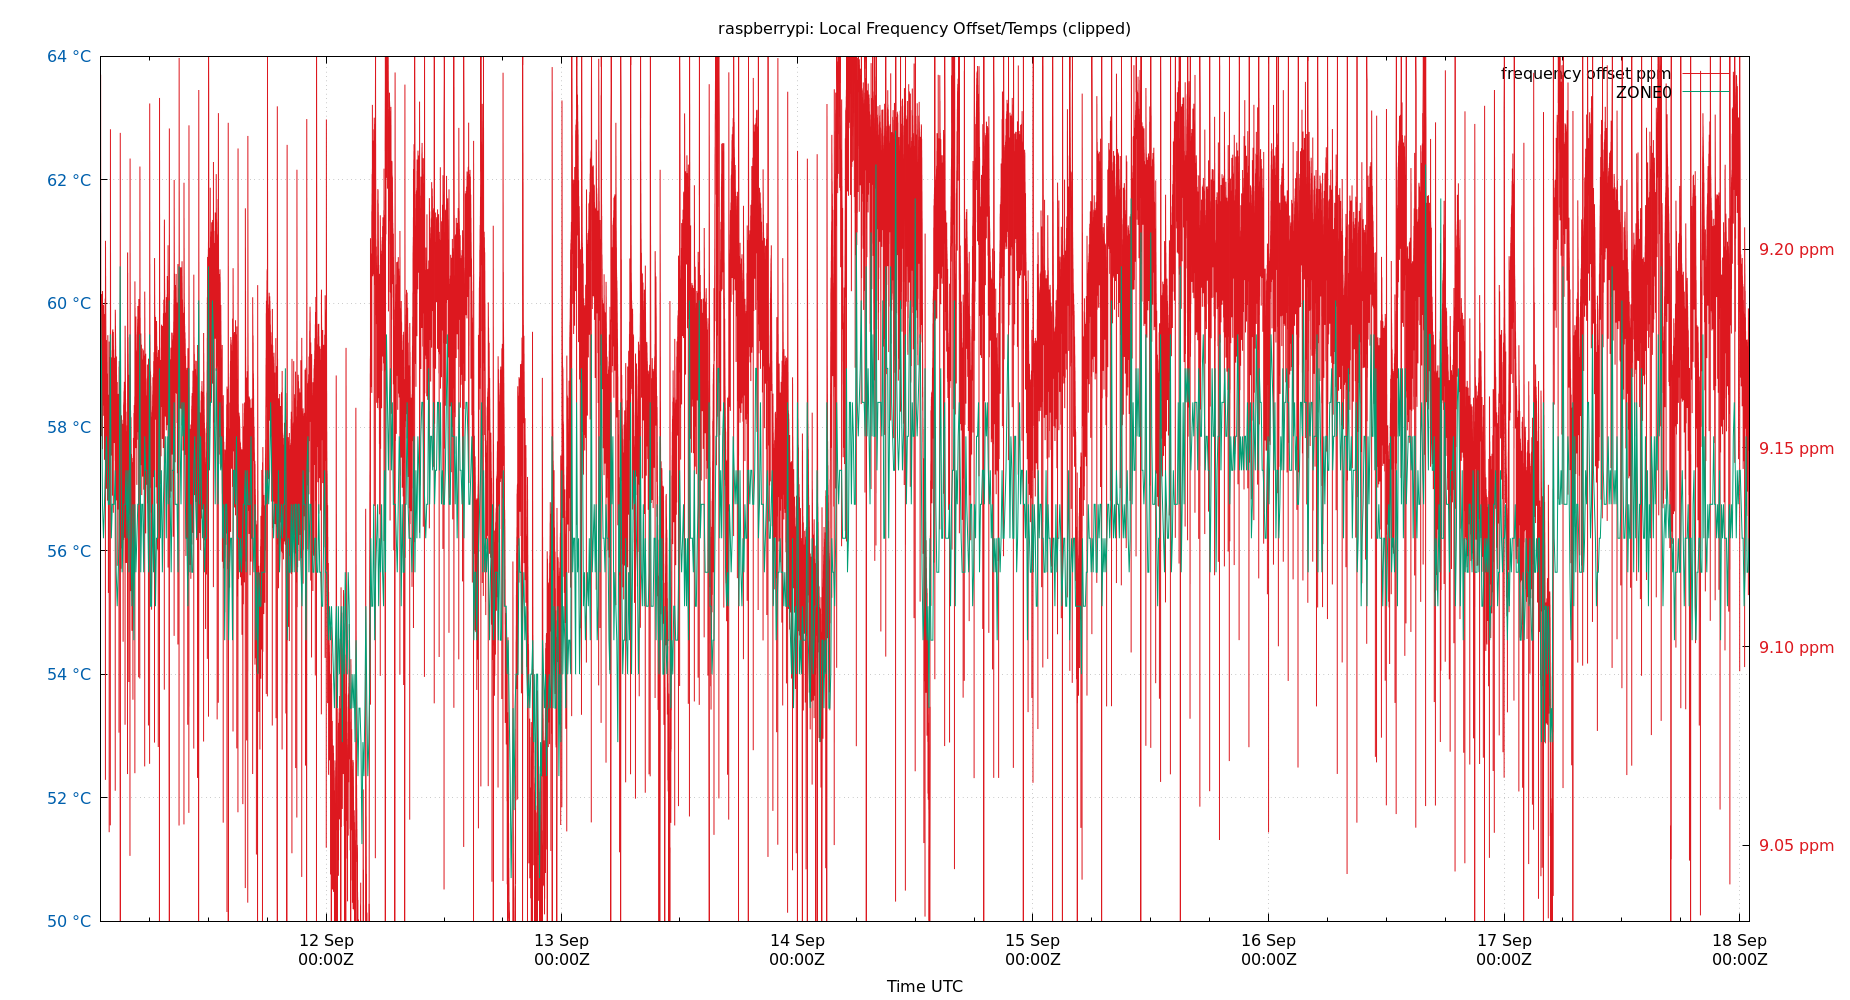 raspberrypi: Local Frequency Offset/Temps (clipped)
64 °C
62 °C
60 °C
58 °C
56 °C
54 °C
52 °C
50 °C
frequency offset ppm
ZONE0
9.20 ppm
9.15 ppm
9.10 ppm
9.05 ppm
12 Sep
00:00Z
13 Sep
00:00Z
14 Sep
00:00Z
15 Sep
00:00Z
16 Sep
00:00Z
17 Sep
00:00Z
18 Sep
00:00Z
Time UTC